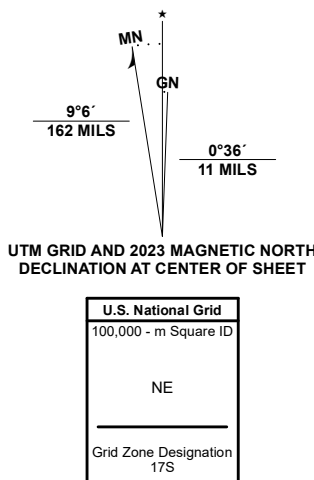 ★
MN
GN
9°6´
162 MILS
0°36´
11 MILS
UTM GRID AND 2023 MAGNETIC NORTH
DECLINATION AT CENTER OF SHEET
U.S. National Grid
100,000 - m Square ID
NE
Grid Zone Designation
17S